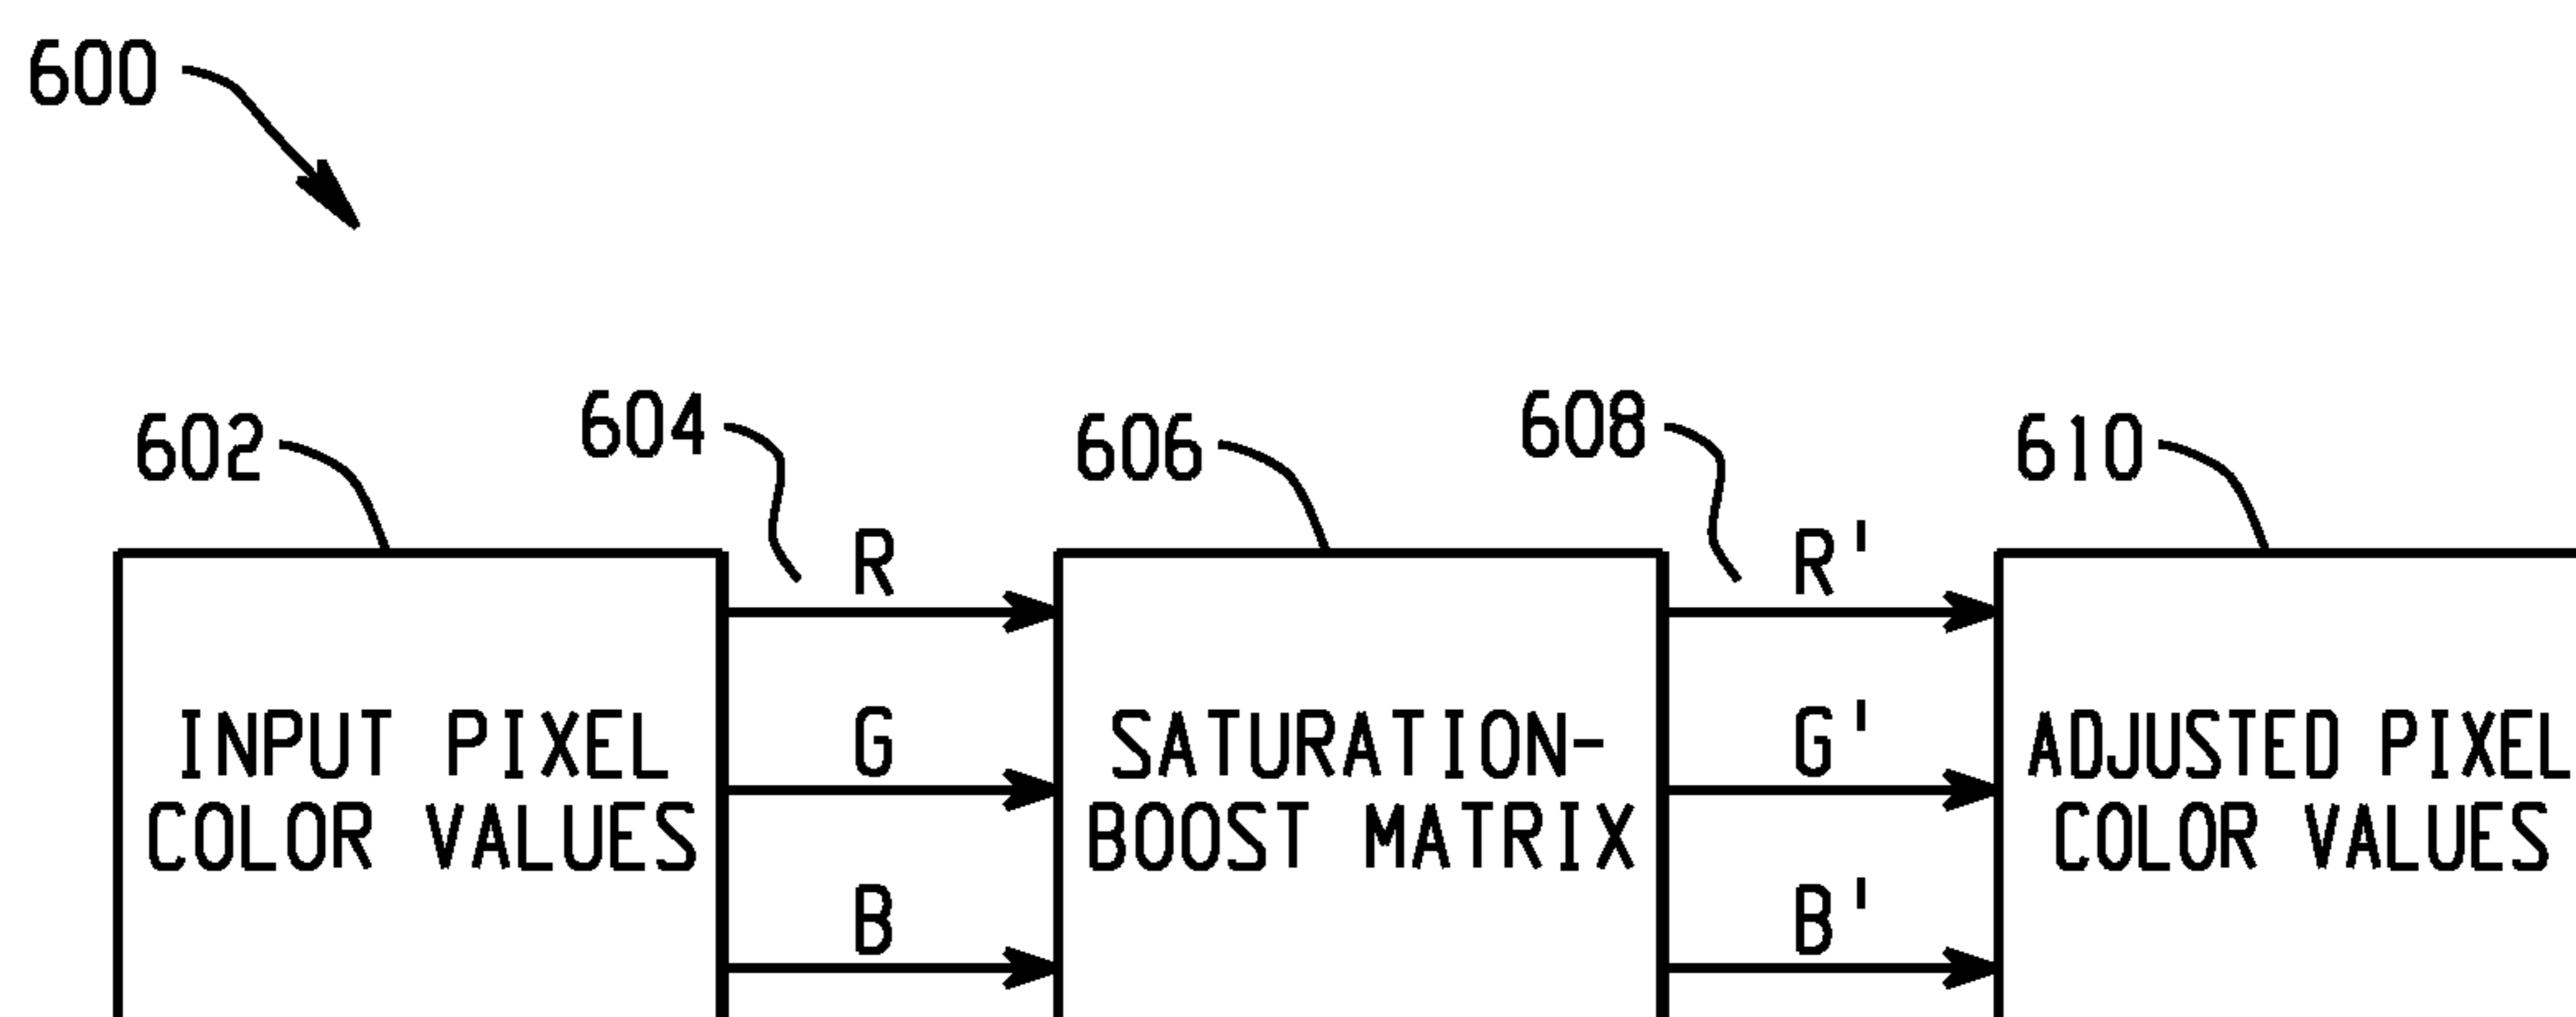 600
602
604
606
608
610
R
R'
INPUT PIXEL
COLOR VALUES
G
SATURATION-
BOOST MATRIX
G'
ADJUSTED PIXEL
COLOR VALUES
B
B'